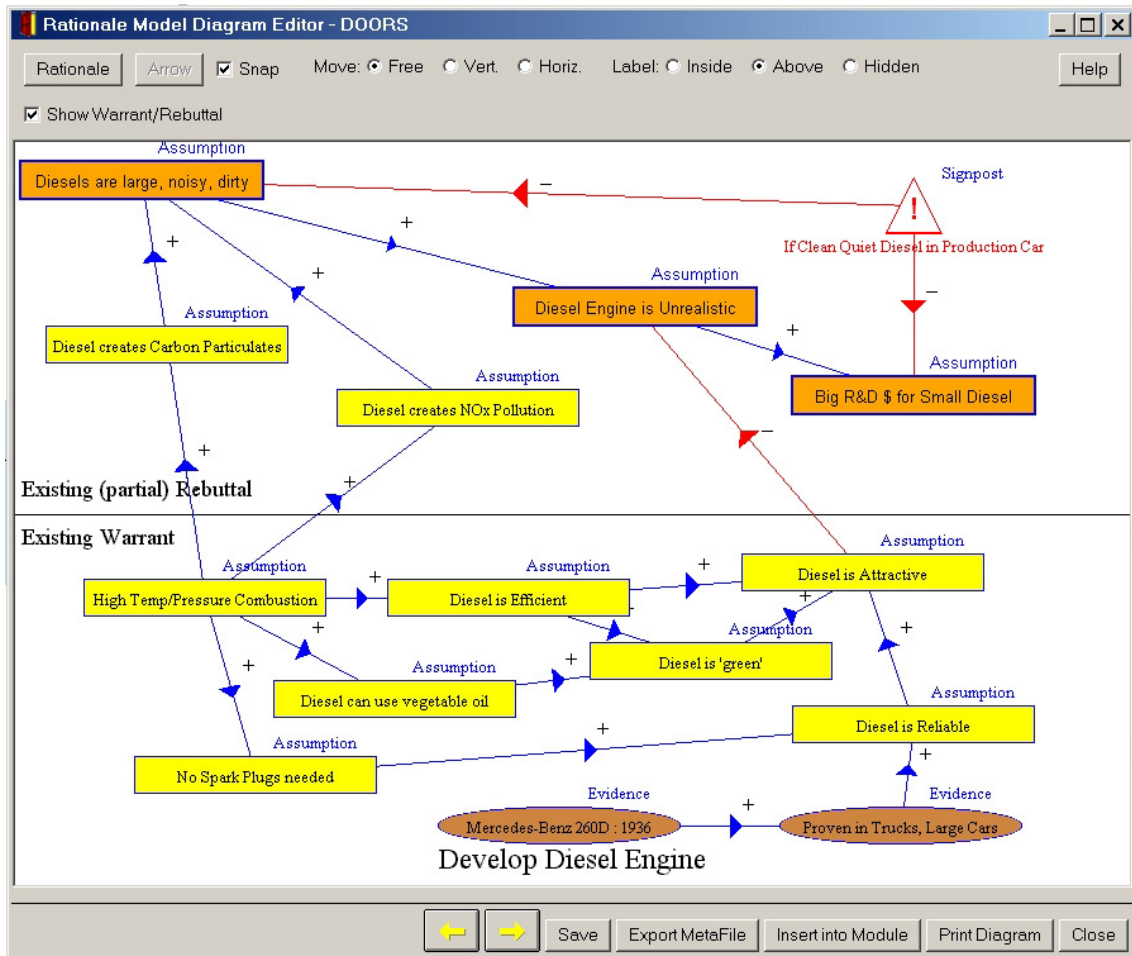 Rationale Model Diagram Editor - DOORS
Rationale Arrow Snap Move: Free Vert. Horiz. Label: Inside Above Hidden Help
Show Warrant/Rebuttal
Assumption
Diesels are large, noisy, dirty
−
Signpost
!
If Clean Quiet Diesel in Production Car
+
+
+
−
Assumption
Diesel Engine is Unrealistic
+
Assumption
Diesel creates Carbon Particulates
Assumption
Big R&D $ for Small Diesel
Assumption
Diesel creates NOx Pollution
−
+
+
Existing (partial) Rebuttal
Existing Warrant
Assumption
High Temp/Pressure Combustion
+
Assumption
Diesel is Efficient
+
Assumption
Diesel is Attractive
+
+
Assumption
Diesel is 'green'
+
+
Assumption
Diesel can use vegetable oil
+
+
Assumption
Diesel is Reliable
Assumption
No Spark Plugs needed
+
+
Evidence
Mercedes-Benz 260D : 1936
+
Evidence
Proven in Trucks, Large Cars
Develop Diesel Engine
Save Export MetaFile Insert into Module Print Diagram Close